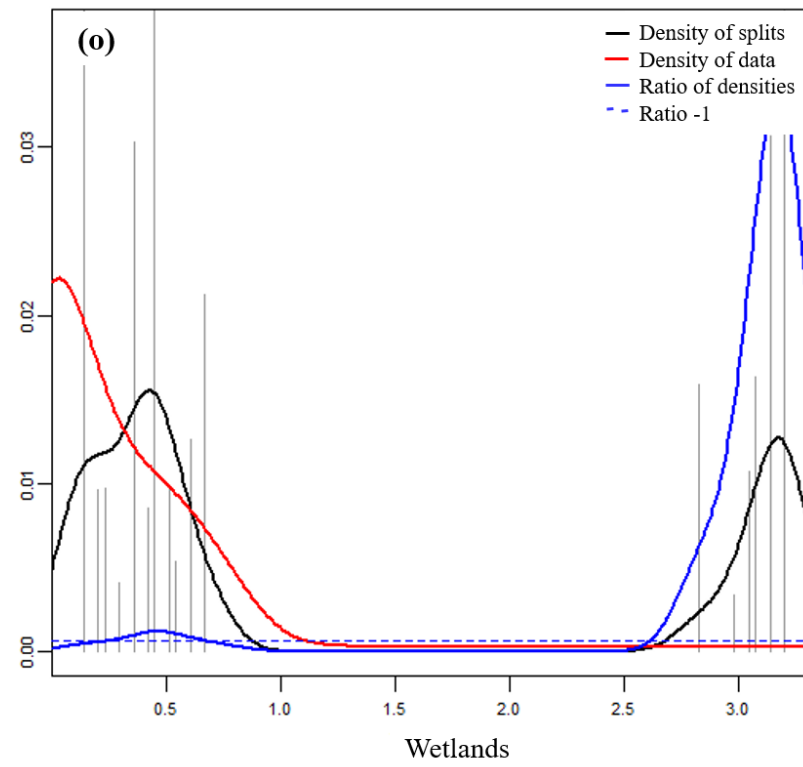 (o)
Density of splits
Density of data
Ratio of densities
Ratio -1
0.03
0.02
0.01
0.00
0.5 1.0 1.5 2.0 2.5 3.0
Wetlands